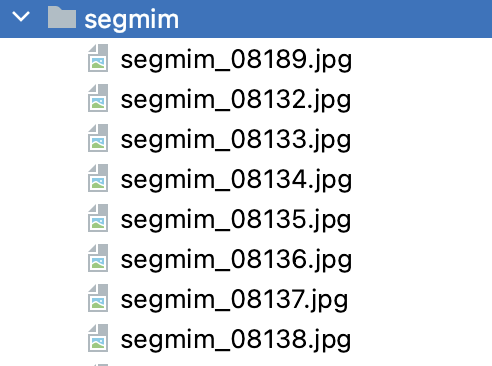 segmim
segmim_08189.jpg
segmim_08132.jpg
segmim_08133.jpg
segmim_08134.jpg
segmim_08135.jpg
segmim_08136.jpg
segmim_08137.jpg
segmim_08138.jpg